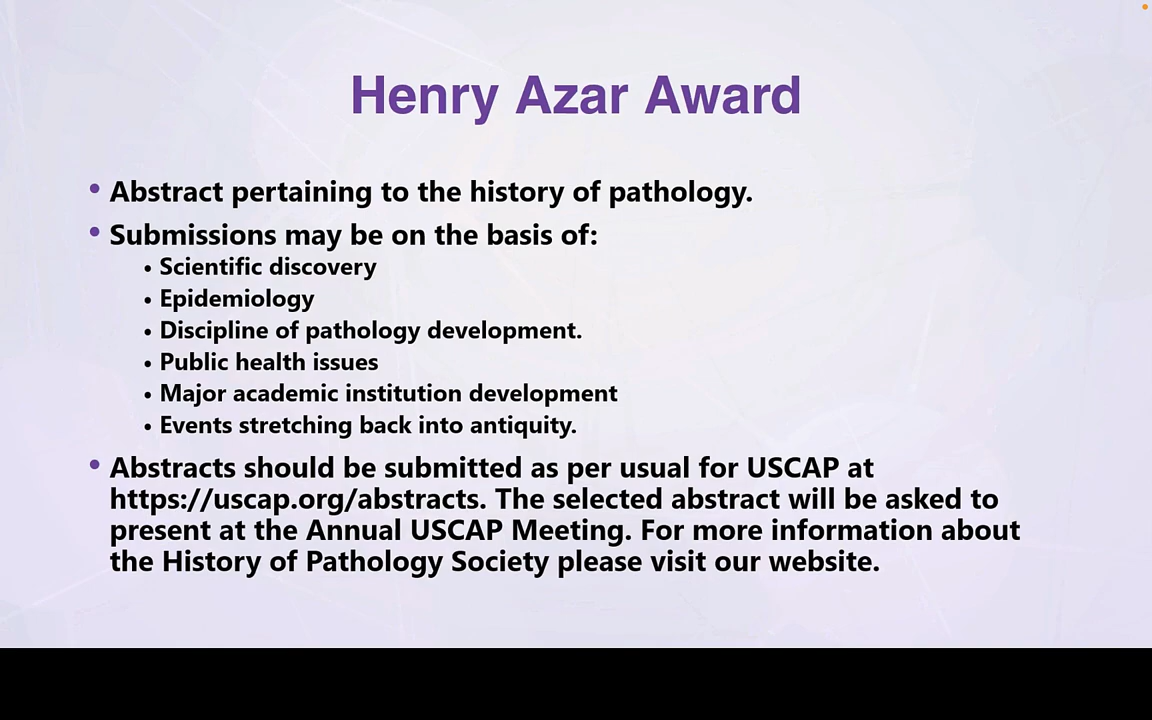 Henry Azar Award
• Abstract pertaining to the history of pathology.
• Submissions may be on the basis of:
• Scientific discovery
• Epidemiology
• Discipline of pathology development.
• Public health issues
• Major academic institution development
• Events stretching back into antiquity.
• Abstracts should be submitted as per usual for USCAP at
https://uscap.org/abstracts. The selected abstract will be asked to
present at the Annual USCAP Meeting. For more information about
the History of Pathology Society please visit our website.